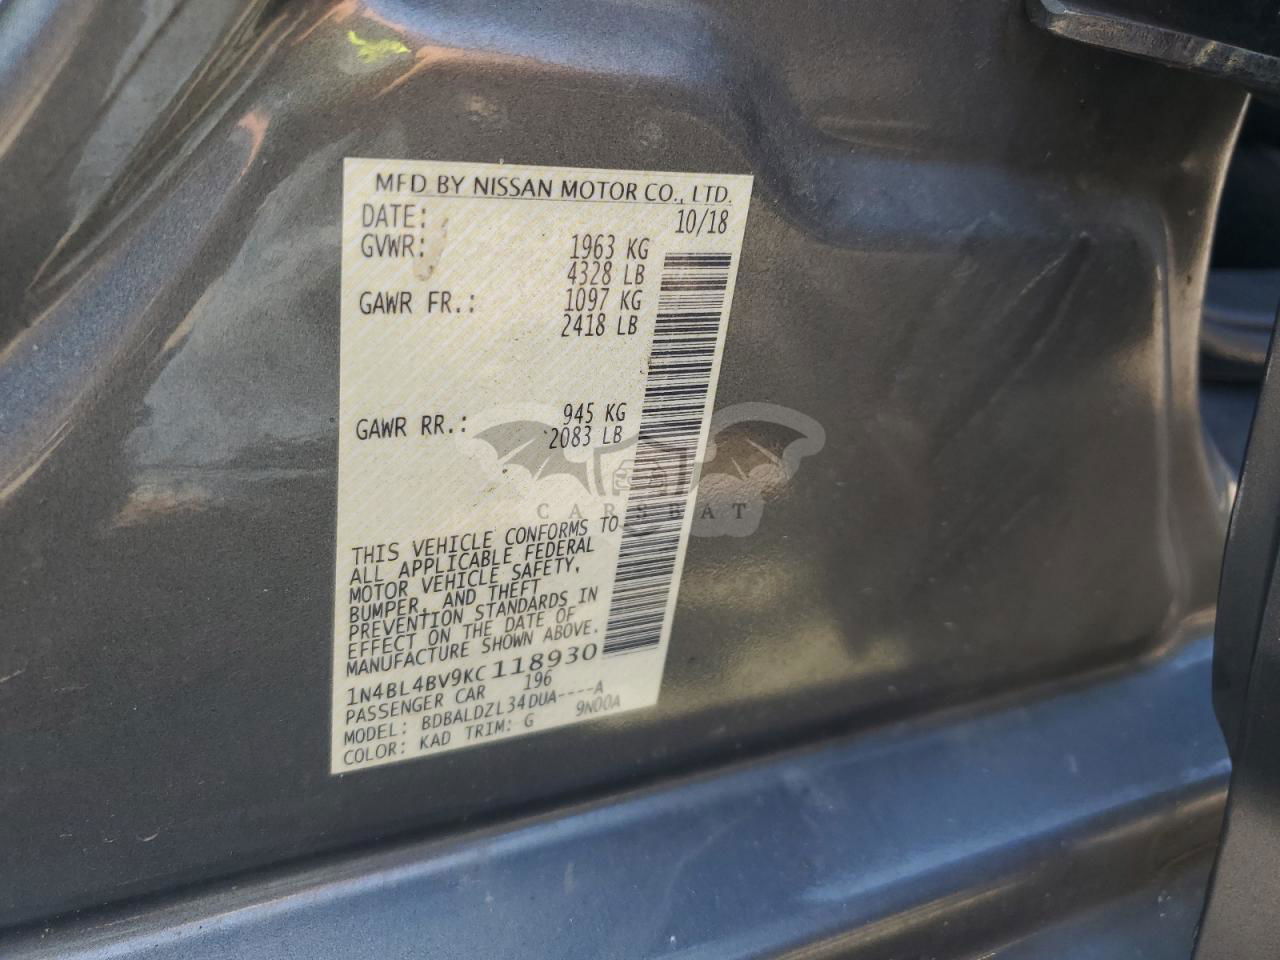 MFD BY NISSAN MOTOR CO., LTD.
DATE: 10/18
GVWR: 1963 KG
4328 LB
GAWR FR.: 1097 KG
2418 LB
GAWR RR.: 945 KG
2083 LB
CARSBAT
THIS VEHICLE CONFORMS TO
ALL APPLICABLE FEDERAL
MOTOR VEHICLE SAFETY,
BUMPER, AND THEFT
PREVENTION STANDARDS IN
EFFECT ON THE DATE OF
MANUFACTURE SHOWN ABOVE.
1N4BL4BV9KC118930
PASSENGER CAR 196
MODEL: BDBALDZL34DUA----A
COLOR: KAD TRIM: G 9N00A